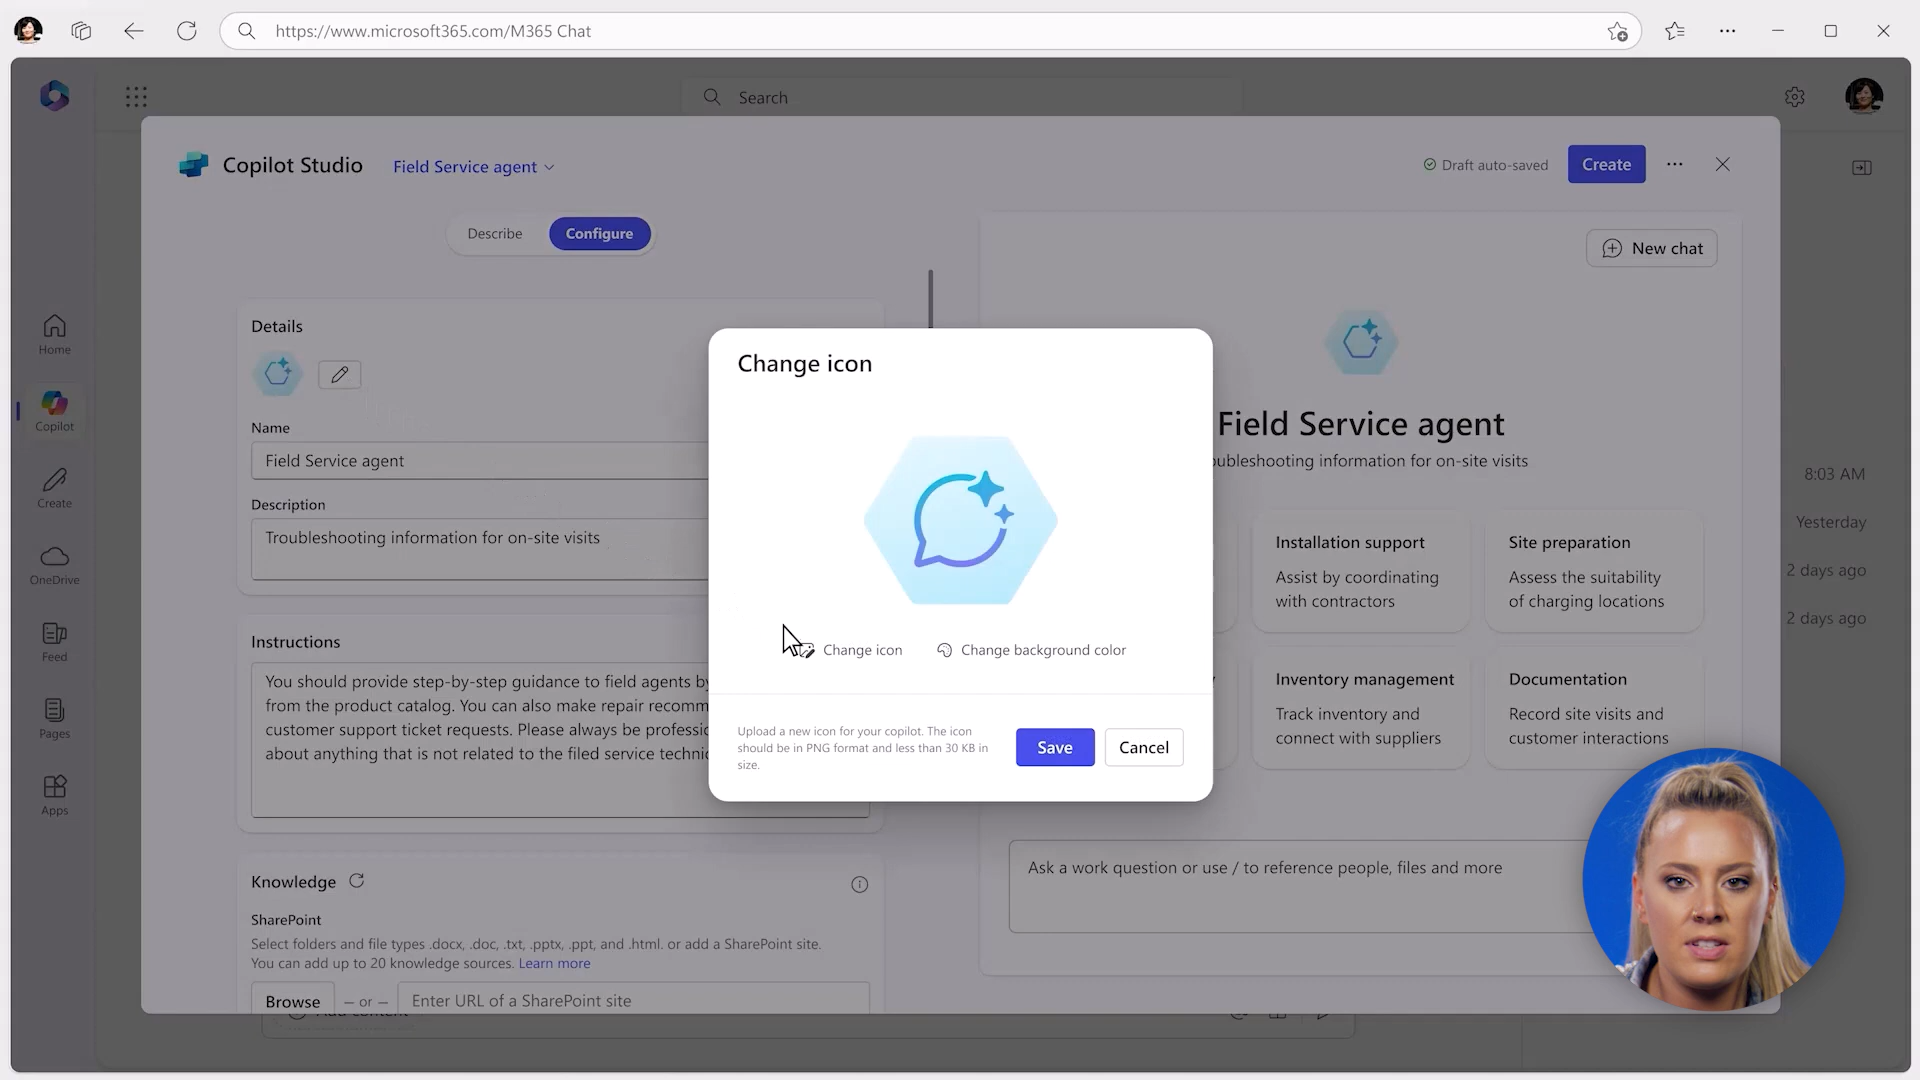 https://www.microsoft365.com/M365 Chat
Search
Copilot Studio
Field Service agent
Draft auto-saved
Create
Describe
Configure
New chat
Home
Copilot
Create
OneDrive
Feed
Pages
Apps
Details
Name
Field Service agent
Description
Troubleshooting information for on-site visits
Instructions
You should provide step-by-step guidance to field agents by
from the product catalog. You can also make repair recomm
customer support ticket requests. Please always be professio
about anything that is not related to the filed service technic
Knowledge
SharePoint
Select folders and file types .docx, .doc, .txt, .pptx, .ppt, and .html. or add a SharePoint site.
You can add up to 20 knowledge sources. Learn more
Browse
— or —
Enter URL of a SharePoint site
Change icon
Change icon
Change background color
Upload a new icon for your copilot. The icon
should be in PNG format and less than 30 KB in
size.
Save
Cancel
Field Service agent
oubleshooting information for on-site visits
Installation support
Assist by coordinating
with contractors
Site preparation
Assess the suitability
of charging locations
Inventory management
Track inventory and
connect with suppliers
Documentation
Record site visits and
customer interactions
Ask a work question or use / to reference people, files and more
8:03 AM
Yesterday
2 days ago
2 days ago